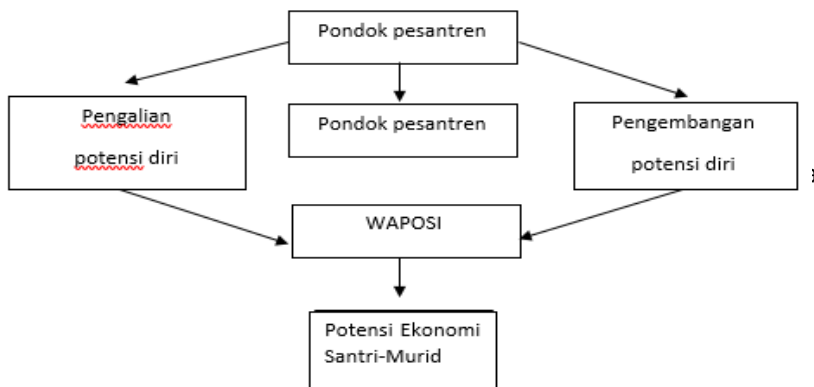 Pondok pesantren
Pengalian
potensi diri
Pondok pesantren
Pengembangan
potensi diri
WAPOSI
Potensi Ekonomi
Santri-Murid